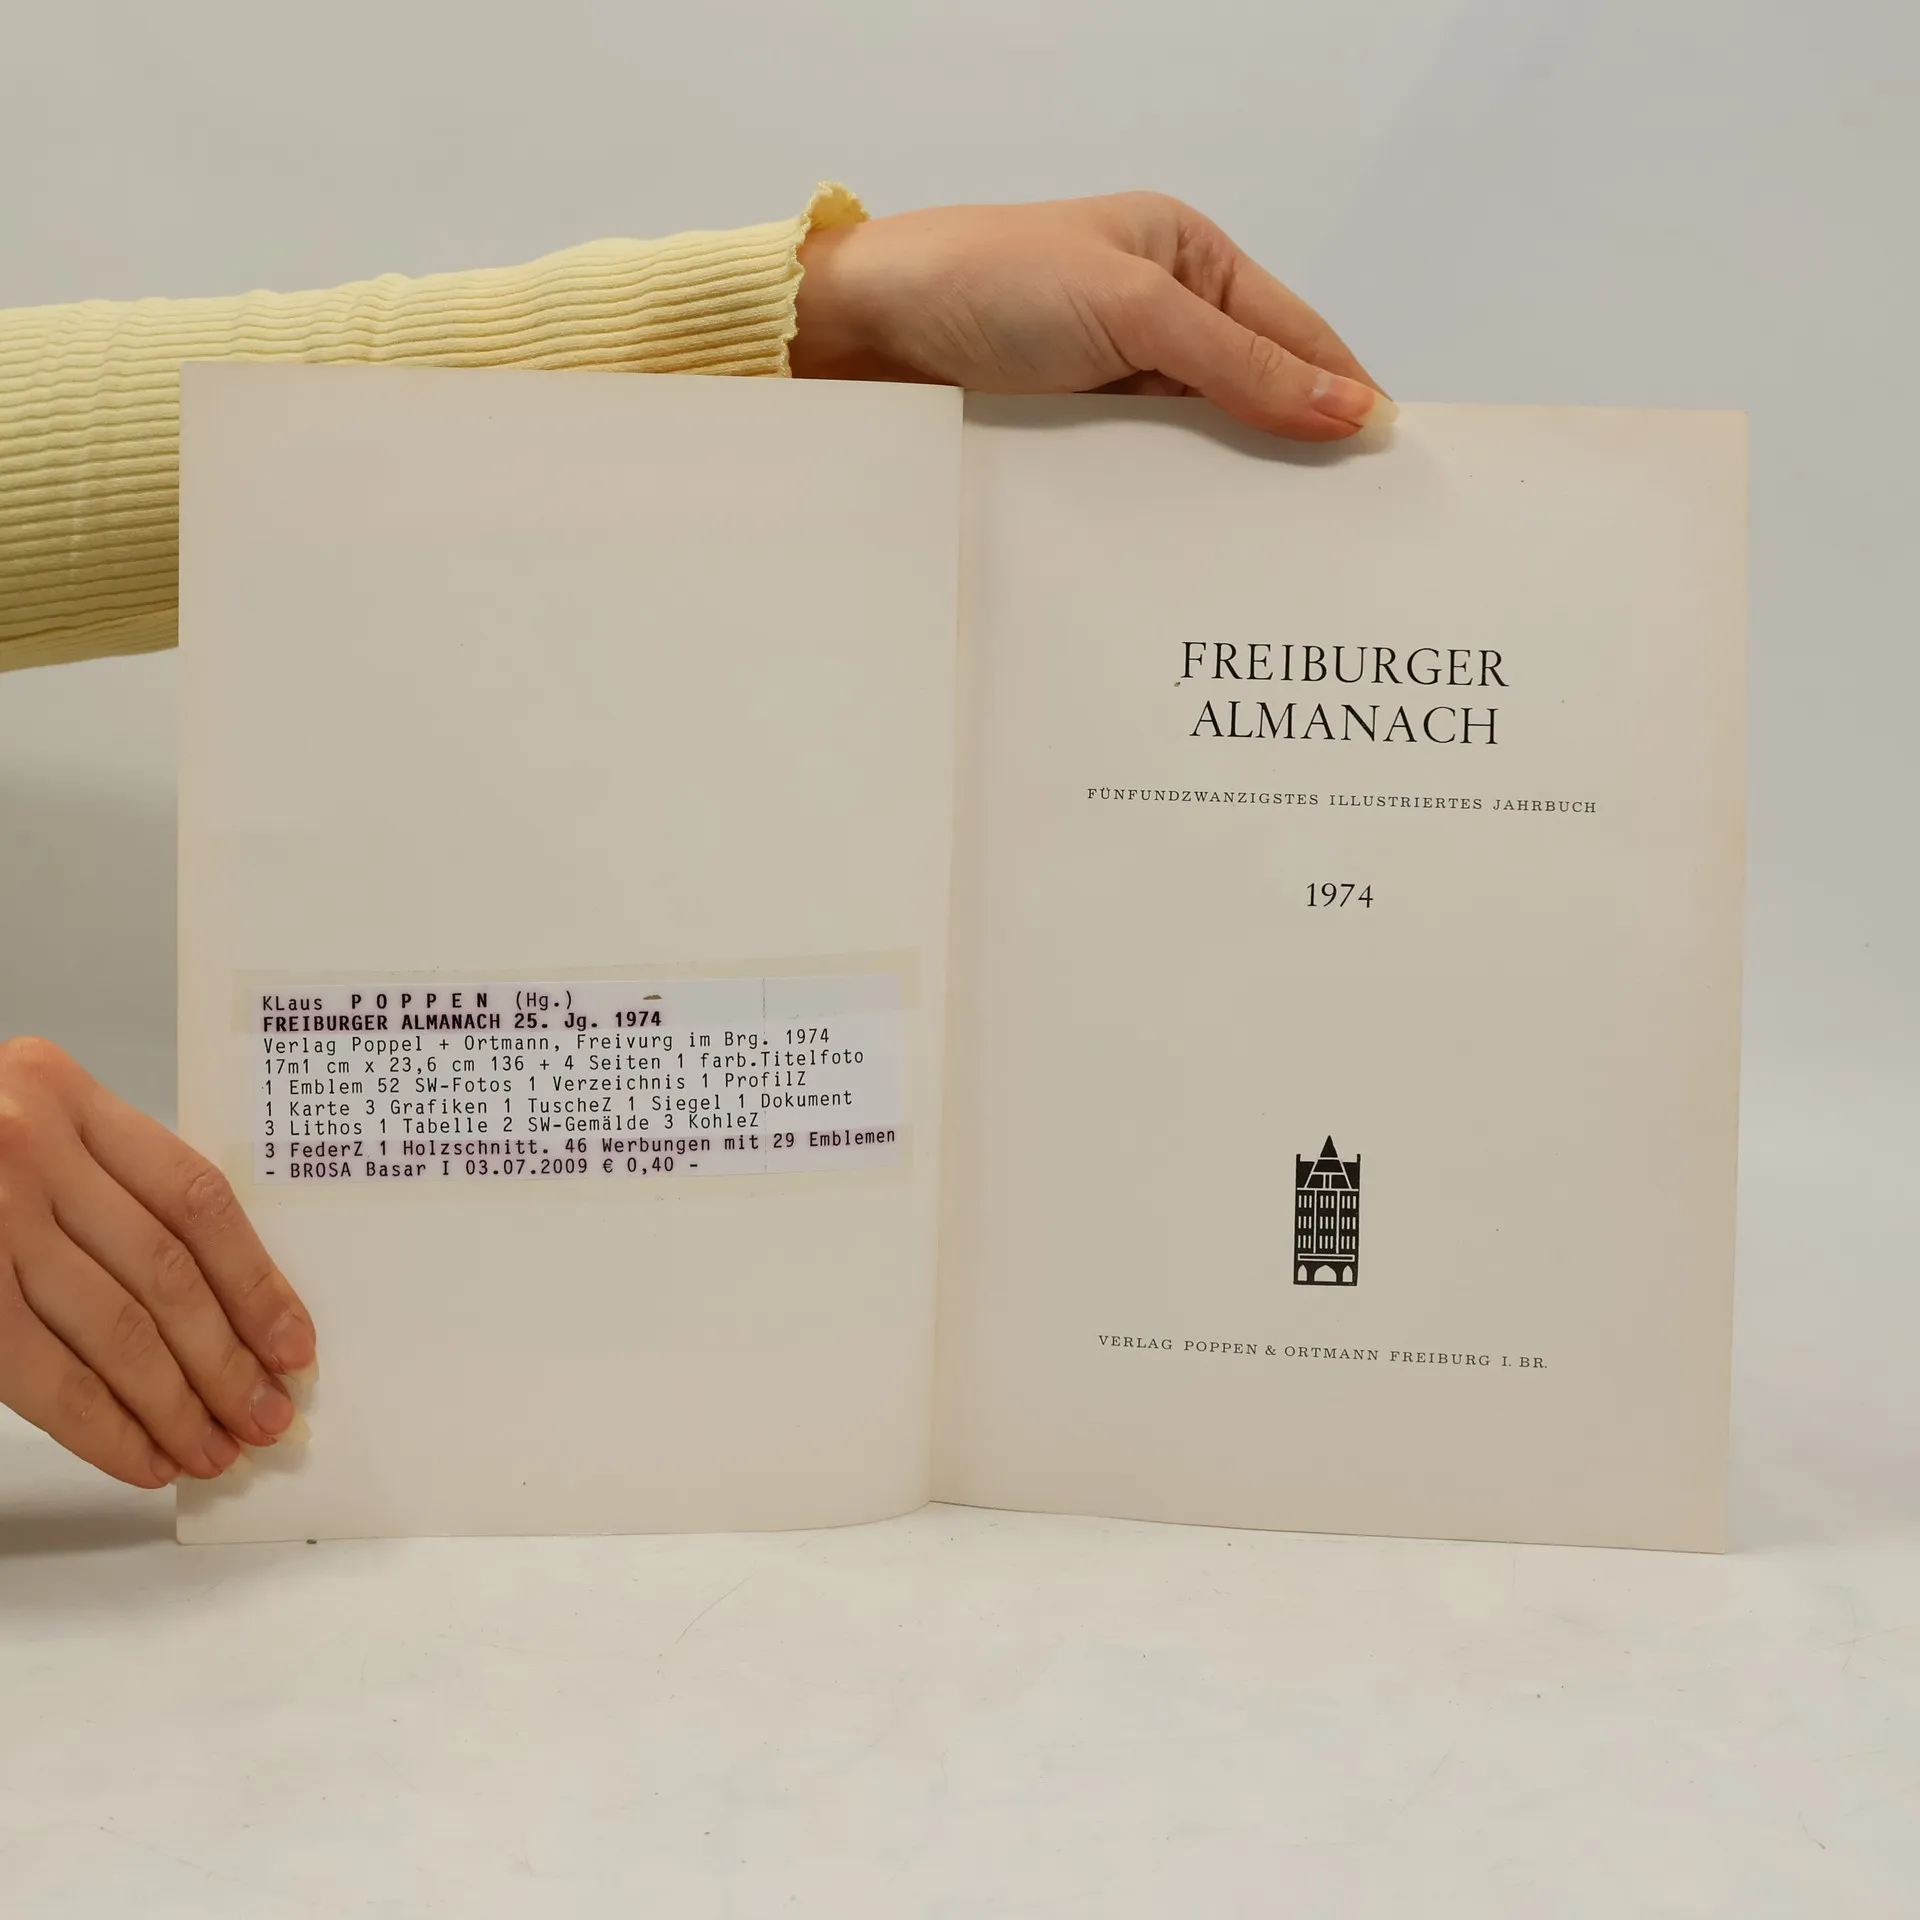 KLaus P O P P E N (Hg.)
FREIBURGER ALMANACH 25. Jg. 1974
Verlag Poppel + Ortmann, Freivurg im Brg. 1974
17m1 cm x 23,6 cm 136 + 4 Seiten 1 farb.Titelfoto
1 Emblem 52 SW-Fotos 1 Verzeichnis 1 ProfilZ
1 Karte 3 Grafiken 1 TuscheZ 1 Siegel 1 Dokument
3 Lithos 1 Tabelle 2 SW-Gemälde 3 KohleZ
3 FederZ 1 Holzschnitt. 46 Werbungen mit 29 Emblemen
- BROSA Basar I 03.07.2009 € 0,40 -
FREIBURGER
ALMANACH
FÜNFUNDZWANZIGSTES ILLUSTRIERTES JAHRBUCH
1974
VERLAG POPPEN & ORTMANN FREIBURG I. BR.